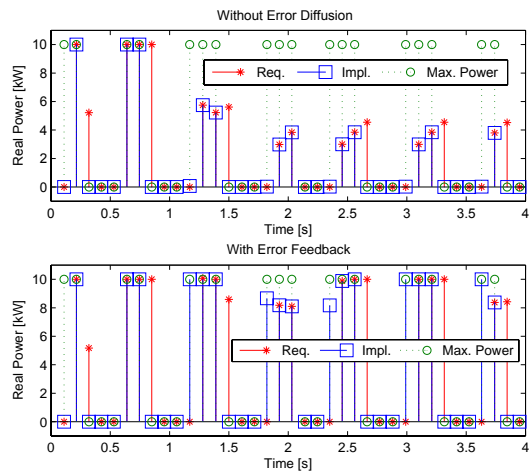 Without Error Diffusion
Real Power [kW]
10
8
6
4
2
0
Req. Impl. Max. Power
0 0.5 1 1.5 2 2.5 3 3.5 4
Time [s]
With Error Feedback
Real Power [kW]
10
8
6
4
2
0
Req. Impl. Max. Power
0 0.5 1 1.5 2 2.5 3 3.5 4
Time [s]